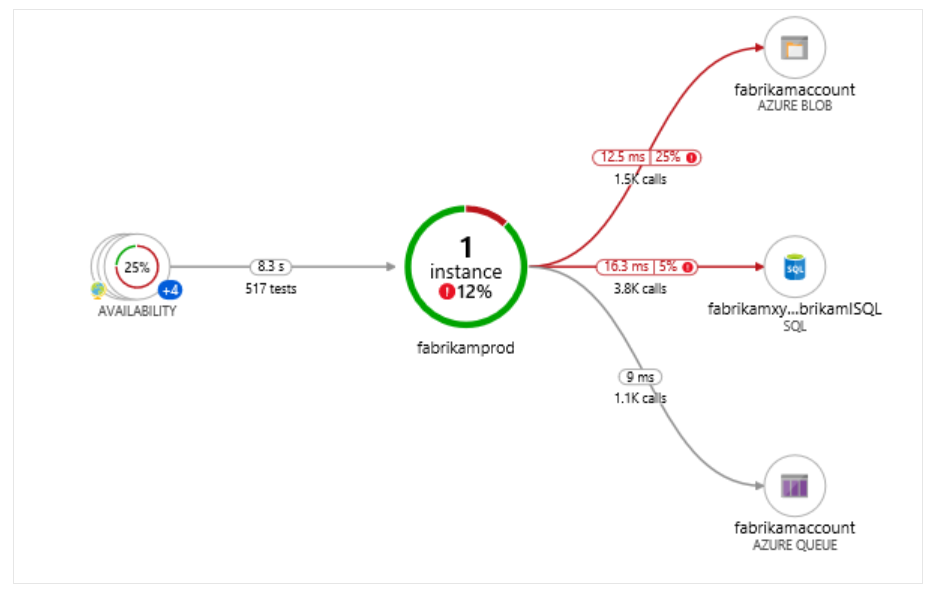 fabrikamaccount
AZURE BLOB
12.5 ms | 25% !
1.5K calls
25%
+4
AVAILABILITY
8.3 s
517 tests
1
instance
! 12%
fabrikamprod
16.3 ms | 5% !
3.8K calls
SQL
fabrikamxy...brikamlSQL
SQL
9 ms
1.1K calls
fabrikamaccount
AZURE QUEUE